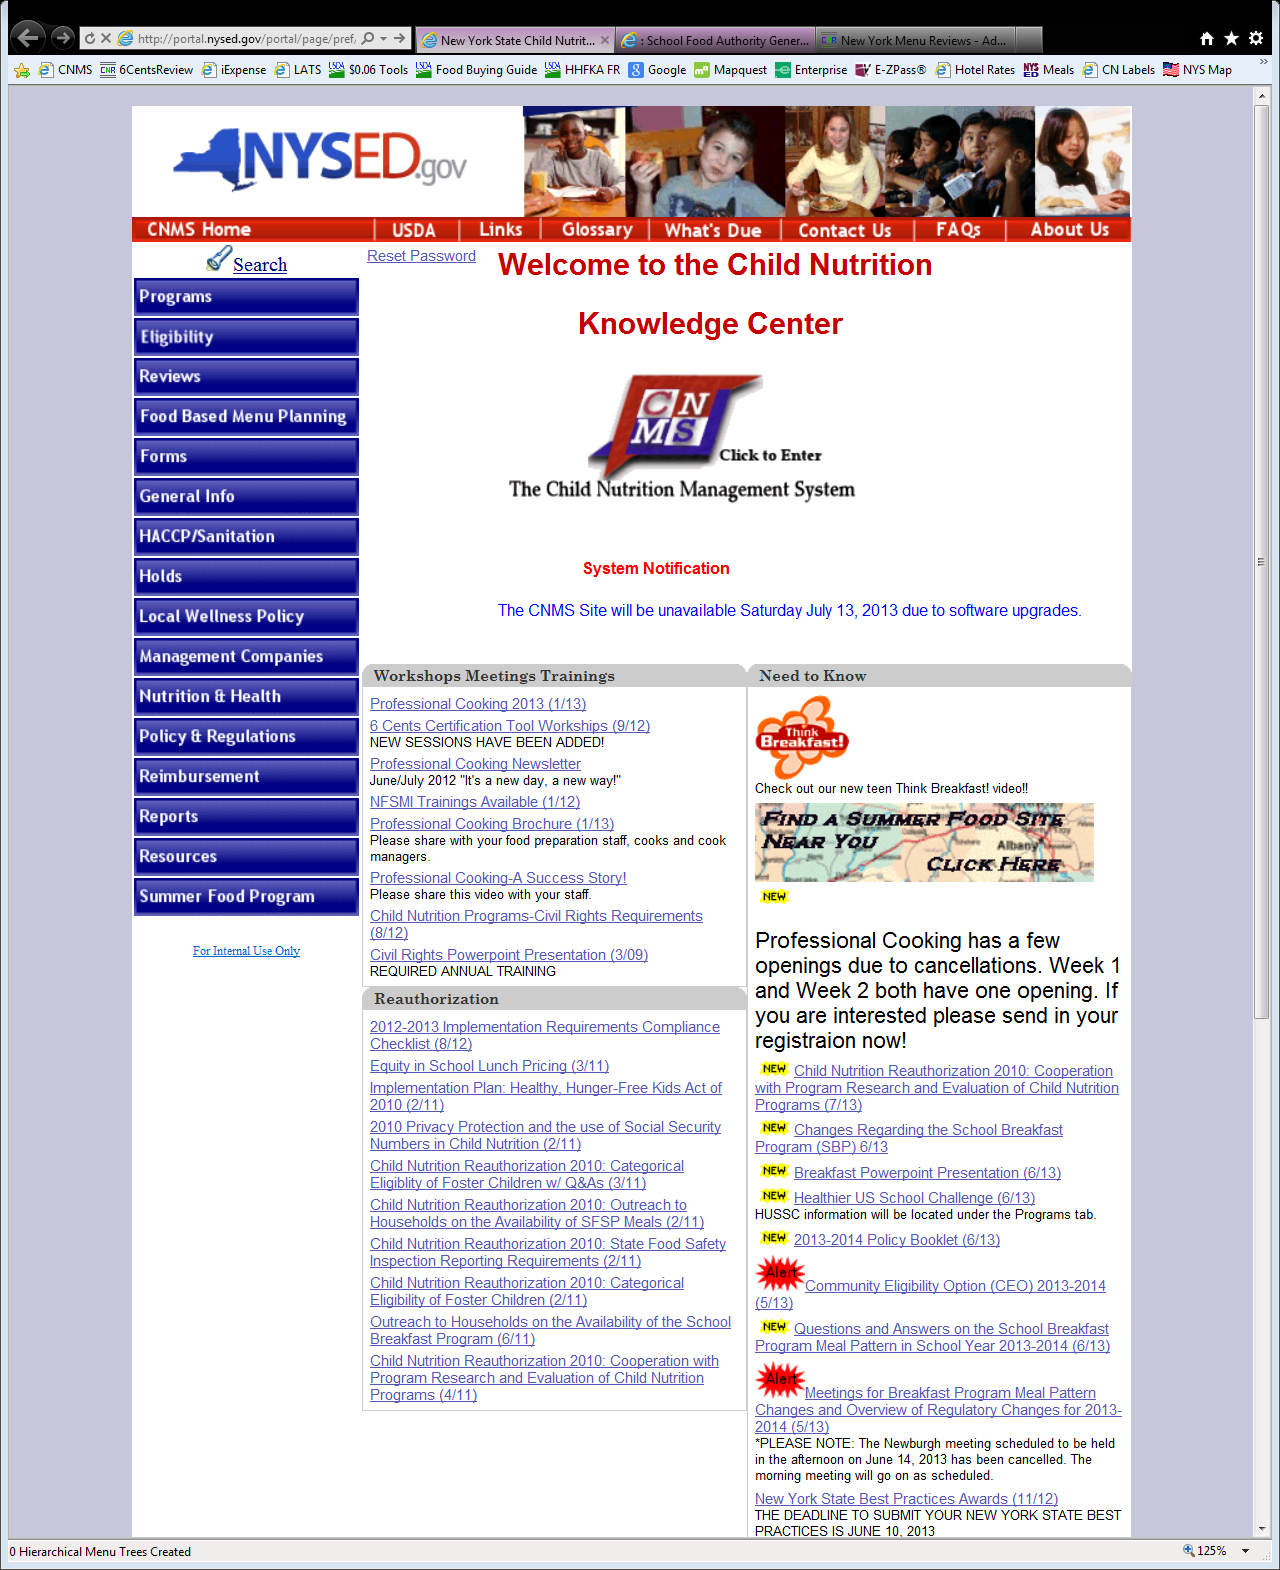 http://portal.nysed.gov/portal/page/pref/
New York State Child Nutrit...
: School Food Authority Gener...
CNR New York Menu Reviews - Ad...
CNMS
CNR 6CentsReview
iExpense
LATS
USDA $0.06 Tools
USDA Food Buying Guide
USDA HHFKA FR
Google
Mapquest
Enterprise
E-ZPass®
Hotel Rates
NYS ED Meals
CN Labels
NYS Map
NYSED.gov
CNMS Home
USDA
Links
Glossary
What's Due
Contact Us
FAQs
About Us
Search
Programs
Eligibility
Reviews
Food Based Menu Planning
Forms
General Info
HACCP/Sanitation
Holds
Local Wellness Policy
Management Companies
Nutrition & Health
Policy & Regulations
Reimbursement
Reports
Resources
Summer Food Program
For Internal Use Only
Reset Password
Welcome to the Child Nutrition
Knowledge Center
CN
MS
Click to Enter
The Child Nutrition Management System
System Notification
The CNMS Site will be unavailable Saturday July 13, 2013 due to software upgrades.
Workshops Meetings Trainings
Professional Cooking 2013 (1/13)
6 Cents Certification Tool Workships (9/12)
NEW SESSIONS HAVE BEEN ADDED!
Professional Cooking Newsletter
June/July 2012 "It's a new day, a new way!"
NFSMI Trainings Available (1/12)
Professional Cooking Brochure (1/13)
Please share with your food preparation staff, cooks and cook
managers.
Professional Cooking-A Success Story!
Please share this video with your staff.
Child Nutrition Programs-Civil Rights Requirements
(8/12)
Civil Rights Powerpoint Presentation (3/09)
REQUIRED ANNUAL TRAINING
Reauthorization
2012-2013 Implementation Requirements Compliance
Checklist (8/12)
Equity in School Lunch Pricing (3/11)
Implementation Plan: Healthy, Hunger-Free Kids Act of
2010 (2/11)
2010 Privacy Protection and the use of Social Security
Numbers in Child Nutrition (2/11)
Child Nutrition Reauthorization 2010: Categorical
Eligiblity of Foster Children w/ Q&As (3/11)
Child Nutrition Reauthorization 2010: Outreach to
Households on the Availability of SFSP Meals (2/11)
Child Nutrition Reauthorization 2010: State Food Safety
Inspection Reporting Requirements (2/11)
Child Nutrition Reauthorization 2010: Categorical
Eligibility of Foster Children (2/11)
Outreach to Households on the Availability of the School
Breakfast Program (6/11)
Child Nutrition Reauthorization 2010: Cooperation with
Program Research and Evaluation of Child Nutrition
Programs (4/11)
Need to Know
Think
Breakfast!
Check out our new teen Think Breakfast! video!!
Find a Summer Food Site
Near You
Albany
Click Here
NEW
Professional Cooking has a few
openings due to cancellations. Week 1
and Week 2 both have one opening. If
you are interested please send in your
registraion now!
NEW Child Nutrition Reauthorization 2010: Cooperation
with Program Research and Evaluation of Child Nutrition
Programs (7/13)
NEW Changes Regarding the School Breakfast
Program (SBP) 6/13
NEW Breakfast Powerpoint Presentation (6/13)
NEW Healthier US School Challenge (6/13)
HUSSC information will be located under the Programs tab.
NEW 2013-2014 Policy Booklet (6/13)
Alert Community Eligibility Option (CEO) 2013-2014
(5/13)
NEW Questions and Answers on the School Breakfast
Program Meal Pattern in School Year 2013-2014 (6/13)
Alert Meetings for Breakfast Program Meal Pattern
Changes and Overview of Regulatory Changes for 2013-
2014 (5/13)
*PLEASE NOTE: The Newburgh meeting scheduled to be held
in the afternoon on June 14, 2013 has been cancelled. The
morning meeting will go on as scheduled.
New York State Best Practices Awards (11/12)
THE DEADLINE TO SUBMIT YOUR NEW YORK STATE BEST
PRACTICES IS JUNE 10, 2013
0 Hierarchical Menu Trees Created
125%